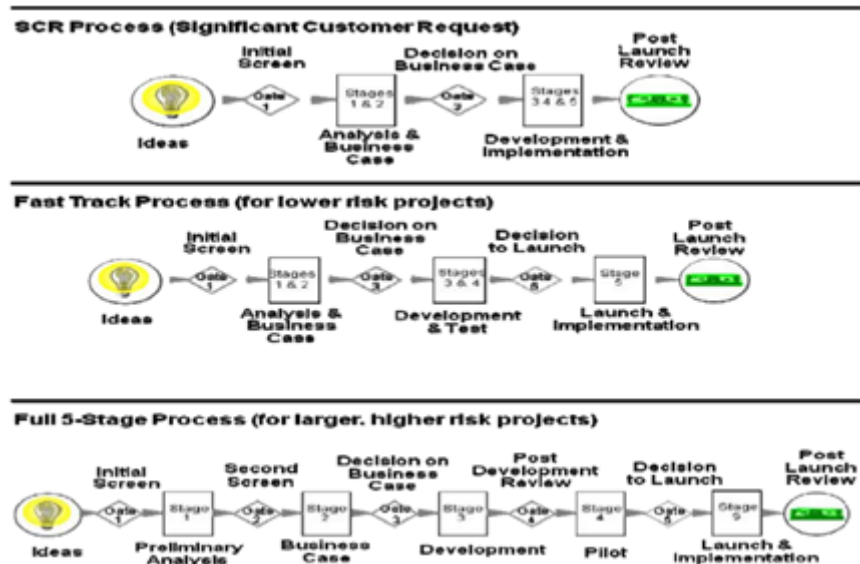 SCR Process (Significant Customer Request)
Initial
Screen
Decision on
Business Case
Post
Launch
Review
Gate
1
Stages
1 & 2
Gate
Stages
3 4 & 5
Ideas
Analysis &
Business
Case
Development &
Implementation
Fast Track Process (for lower risk projects)
Initial
Screen
Decision on
Business
Case
Decision
to Launch
Post
Launch
Review
Gate
1
Stages
1 & 2
Gate
3
Stages
3 & 4
Gate
5
Stage
5
Ideas
Analysis &
Business
Case
Development
& Test
Launch &
Implementation
Full 5-Stage Process (for larger, higher risk projects)
Initial
Screen
Second
Screen
Decision on
Business
Case
Post
Development
Review
Decision
to Launch
Post
Launch
Review
Gate
1
Stage
1
Gate
2
Stage
2
Gate
3
Stage
3
Gate
4
Stage
4
Gate
5
Stage
5
Ideas
Preliminary
Analysis
Business
Case
Development
Pilot
Launch &
Implementation